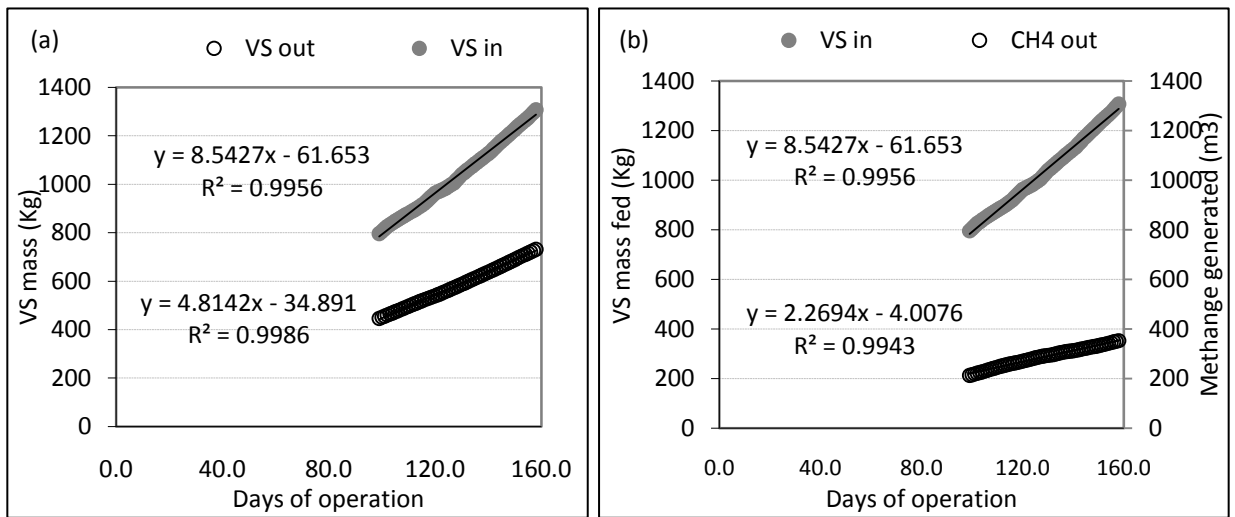 (a)
VS out
VS in
1400
1200
1000
800
600
400
200
0
VS mass (Kg)
y = 8.5427x - 61.653
R² = 0.9956
y = 4.8142x - 34.891
R² = 0.9986
0.0 40.0 80.0 120.0 160.0
Days of operation
(b)
VS in
CH4 out
1400
1200
1000
800
600
400
200
0
VS mass fed (Kg)
y = 8.5427x - 61.653
R² = 0.9956
y = 2.2694x - 4.0076
R² = 0.9943
1400
1200
1000
800
600
400
200
0
Methange generated (m3)
0.0 40.0 80.0 120.0 160.0
Days of operation